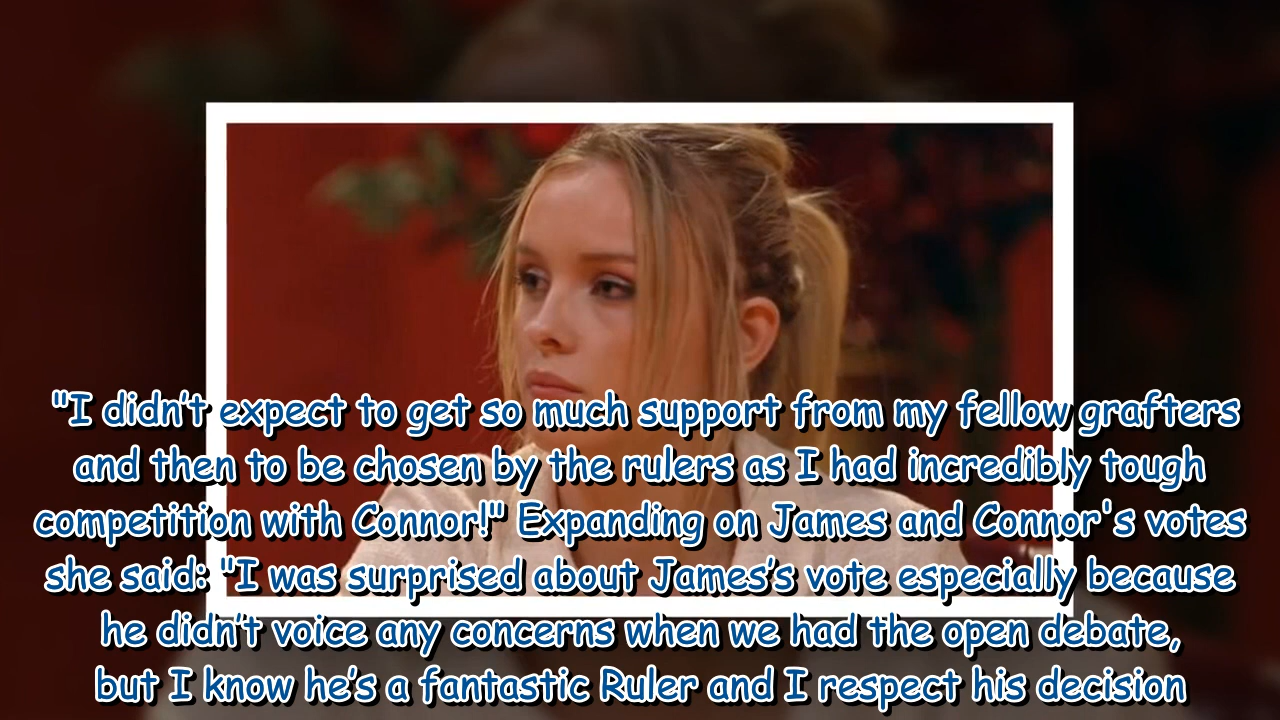 "I didn’t expect to get so much support from my fellow grafters
and then to be chosen by the rulers as I had incredibly tough
competition with Connor!" Expanding on James and Connor's votes
she said: "I was surprised about James’s vote especially because
he didn’t voice any concerns when we had the open debate,
but I know he’s a fantastic Ruler and I respect his decision